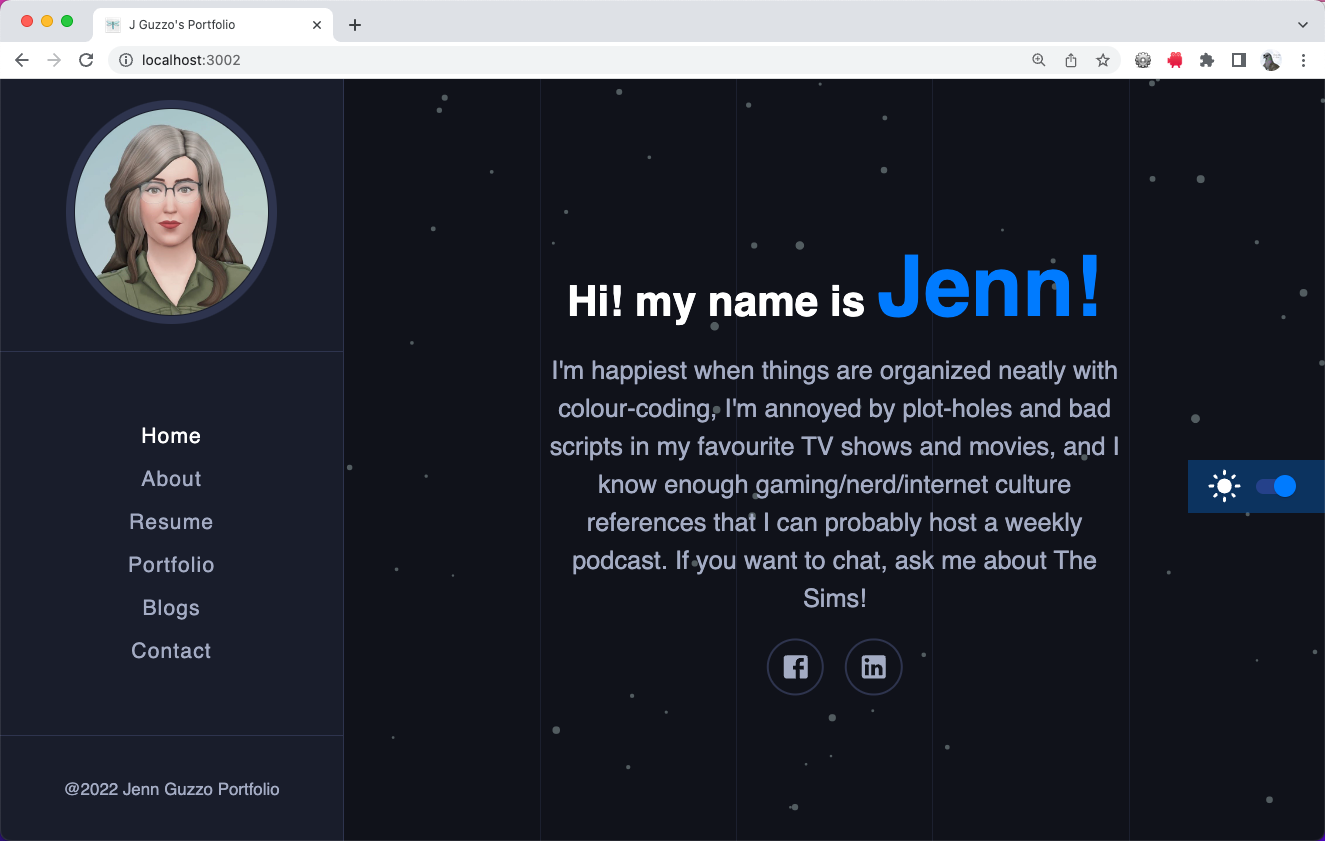 J Guzzo's Portfolio
localhost:3002
Home
About
Resume
Portfolio
Blogs
Contact
@2022 Jenn Guzzo Portfolio
Hi! my name is Jenn!
I'm happiest when things are organized neatly with
colour-coding, I'm annoyed by plot-holes and bad
scripts in my favourite TV shows and movies, and I
know enough gaming/nerd/internet culture
references that I can probably host a weekly
podcast. If you want to chat, ask me about The
Sims!
in